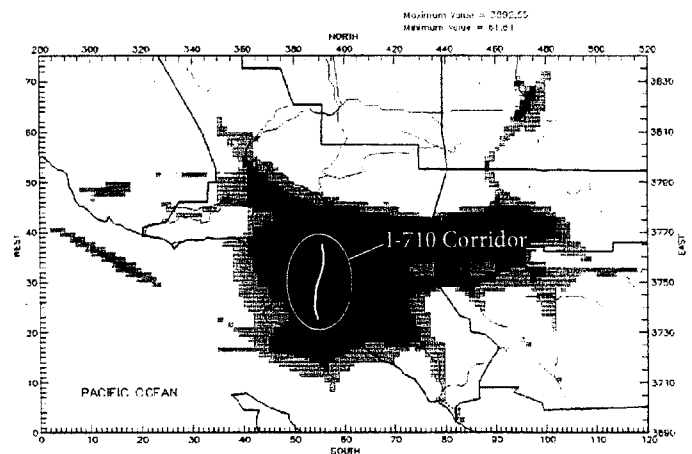 Maximum Value = 3892.55
Minimum Value = 61.61
NORTH
280 300 320 340 360 380 400 420 440 460 480 500 520
70 60 50 40 30 20 10 0
WEST
3830 3810 3790 3770 3750 3730 3710 3690
EAST
I-710 Corridor
PACIFIC OCEAN
0 10 20 30 40 50 60 70 80 90 100 110 120
SOUTH